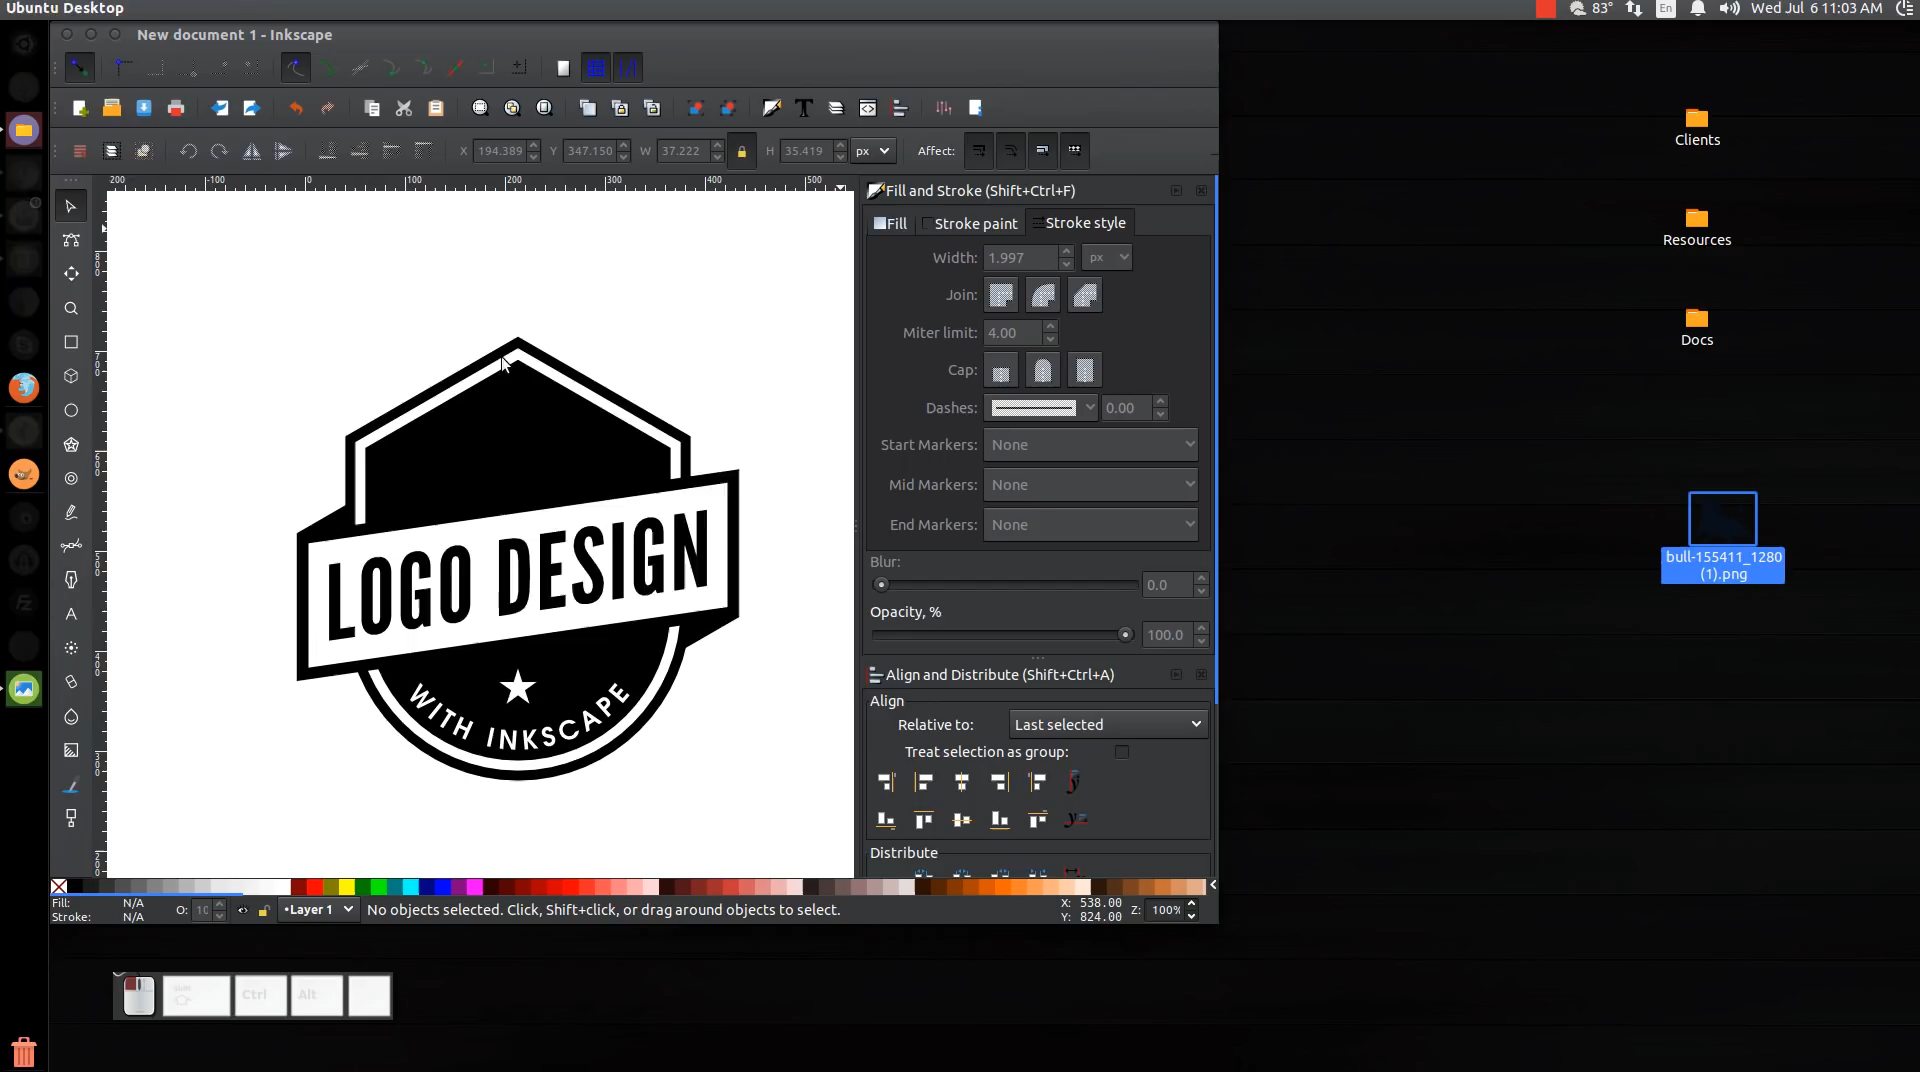 Ubuntu Desktop
83°
En
Wed Jul 6 11:03 AM
New document 1 - Inkscape
X 194.389
Y 347.150
W 37.222
H 35.419
px
Affect:
Fill and Stroke (Shift+Ctrl+F)
Fill
Stroke paint
Stroke style
Width: 1.997 px
Join:
Miter limit: 4.00
Cap:
Dashes: 0.00
Start Markers: None
Mid Markers: None
End Markers: None
Blur:
0.0
Opacity, %
100.0
Align and Distribute (Shift+Ctrl+A)
Align
Relative to: Last selected
Treat selection as group:
Distribute
LOGO DESIGN
WITH INKSCAPE
Clients
Resources
Docs
bull-155411_1280
(1).png
Fill: N/A
Stroke: N/A
O:
•Layer 1
No objects selected. Click, Shift+click, or drag around objects to select.
X: 538.00
Y: 824.00
Z: 100%
Shift
Ctrl
Alt